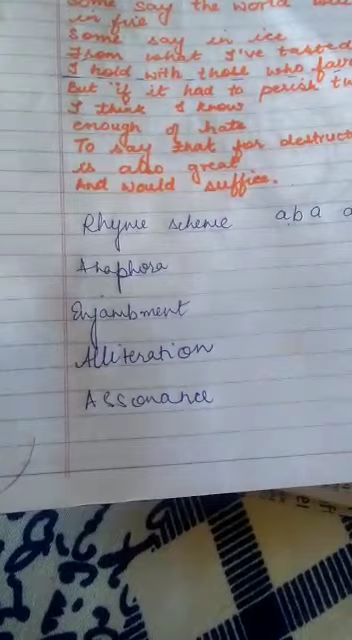 Some say the world will
in fire
Some say in ice
From what I've tasted
I hold with those who favo
But if it had to perish tw
I think I know
enough of hate
To say that for destruct
is also great
And would suffice.
Rhyme scheme aba a
Anaphora
Enjambment
Alliteration
Assonance